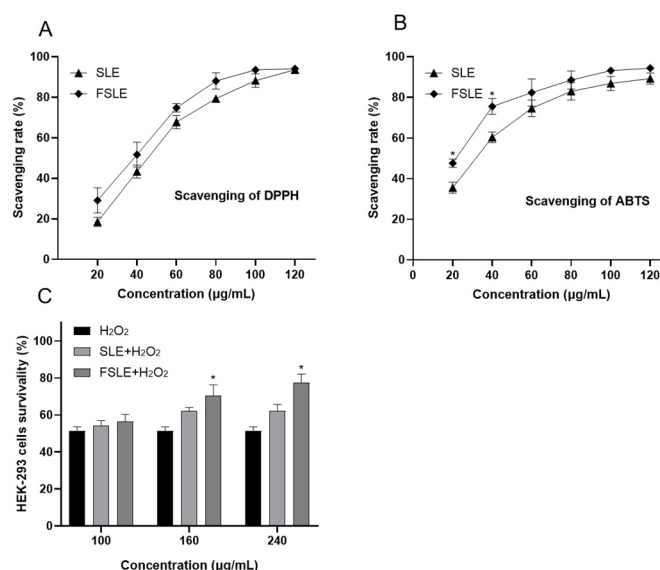 A
100
80
60
40
20
0
Scavenging rate (%)
SLE
FSLE
Scavenging of DPPH
20 40 60 80 100 120
Concentration (µg/mL)
B
100
80
60
40
20
0
Scavenging rate (%)
SLE
FSLE
*
*
Scavenging of ABTS
0 20 40 60 80 100 120
Concentration (µg/mL)
C
100
80
60
40
20
0
HEK-293 cells survivality (%)
H₂O₂
SLE+H₂O₂
FSLE+H₂O₂
*
*
100 160 240
Concentration (µg/mL)